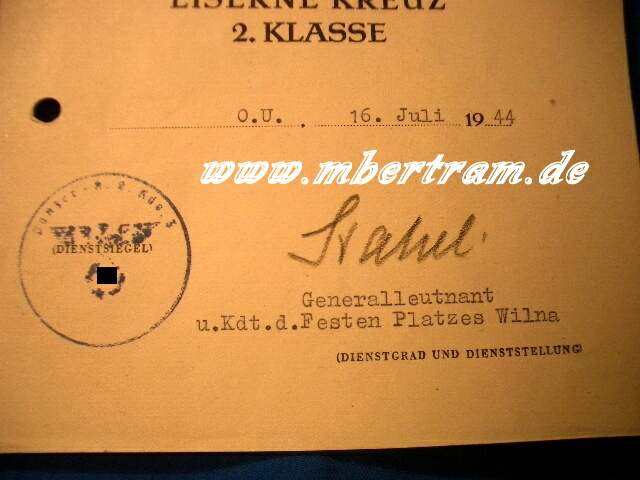 EISERNE KREUZ
2. KLASSE
O.U. , 16. Juli 1944
www.mbertram.de
(DIENSTSIEGEL)
Stahel.
Generalleutnant
u.Kdt.d.Festen Platzes Wilna
(DIENSTGRAD UND DIENSTSTELLUNG)